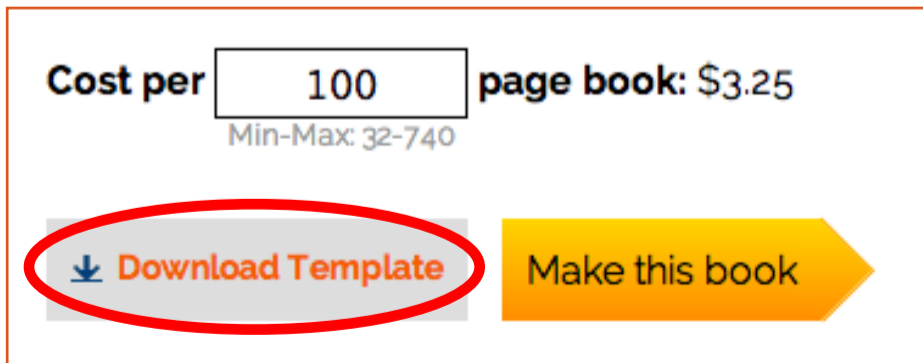 Cost per 100 page book: $3.25
Min-Max: 32-740
Download Template
Make this book